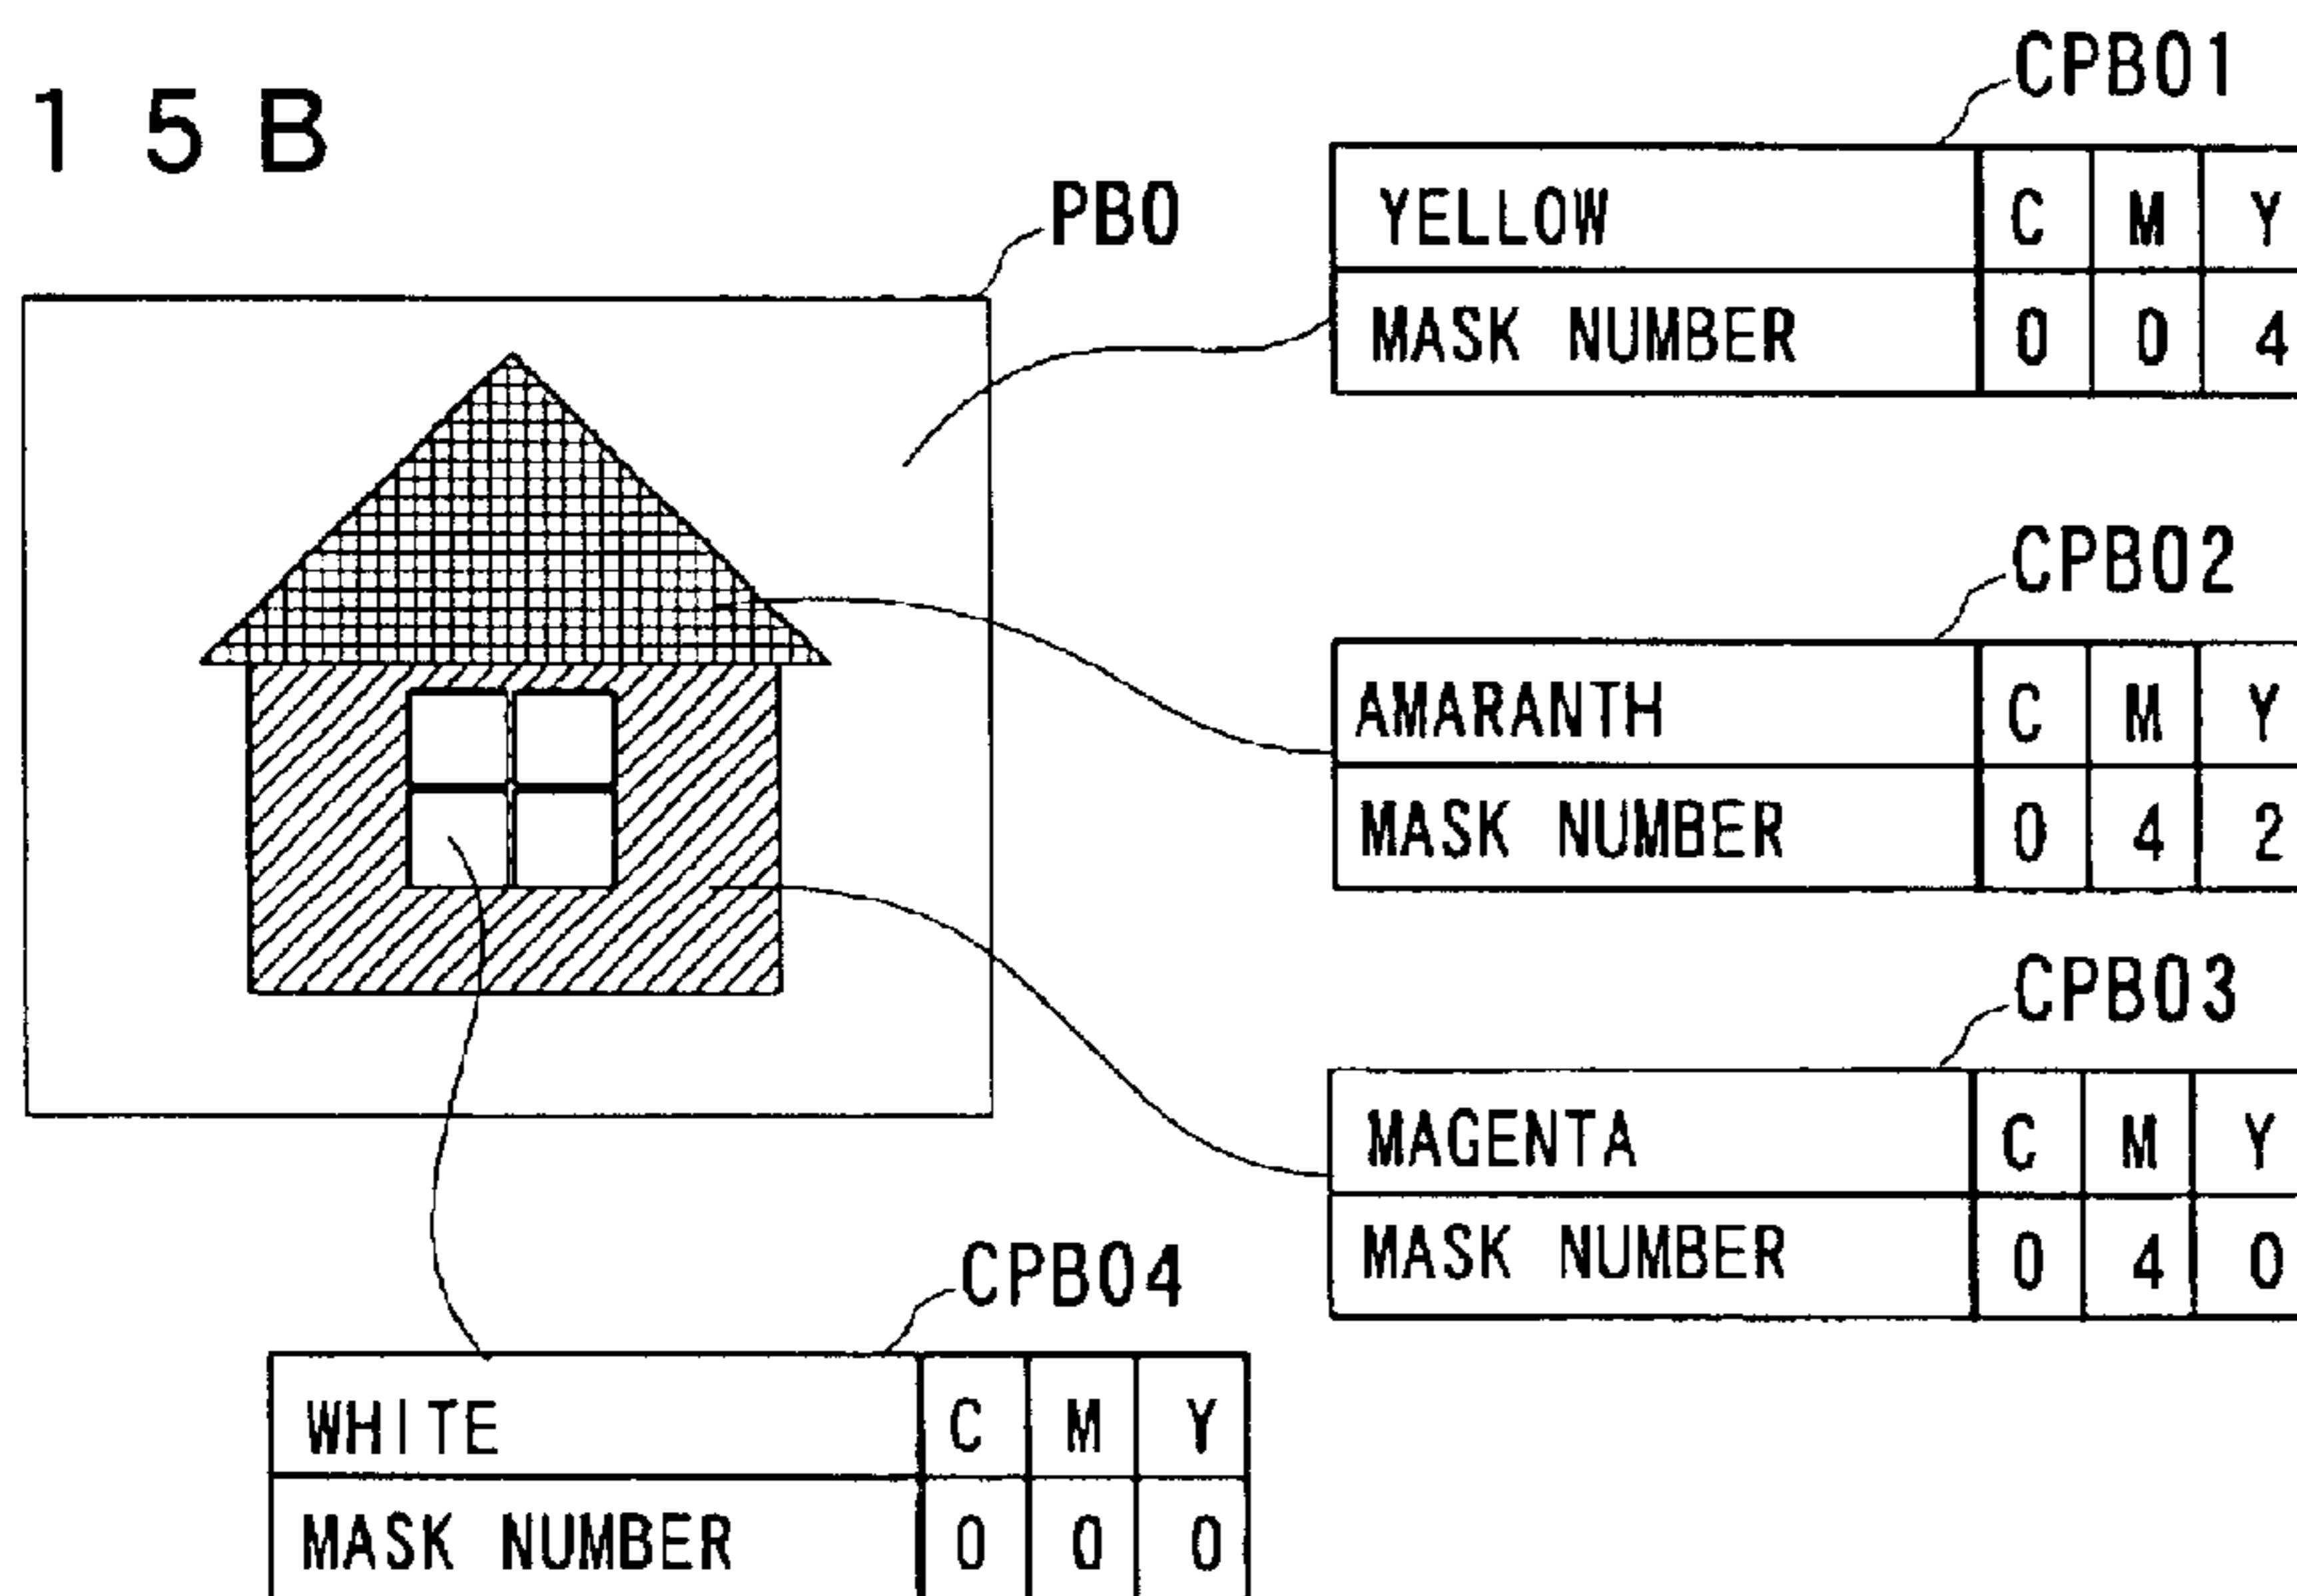 15B
PB0
CPB01
YELLOW C M Y
MASK NUMBER 0 0 4
CPB02
AMARANTH C M Y
MASK NUMBER 0 4 2
CPB03
MAGENTA C M Y
MASK NUMBER 0 4 0
CPB04
WHITE C M Y
MASK NUMBER 0 0 0